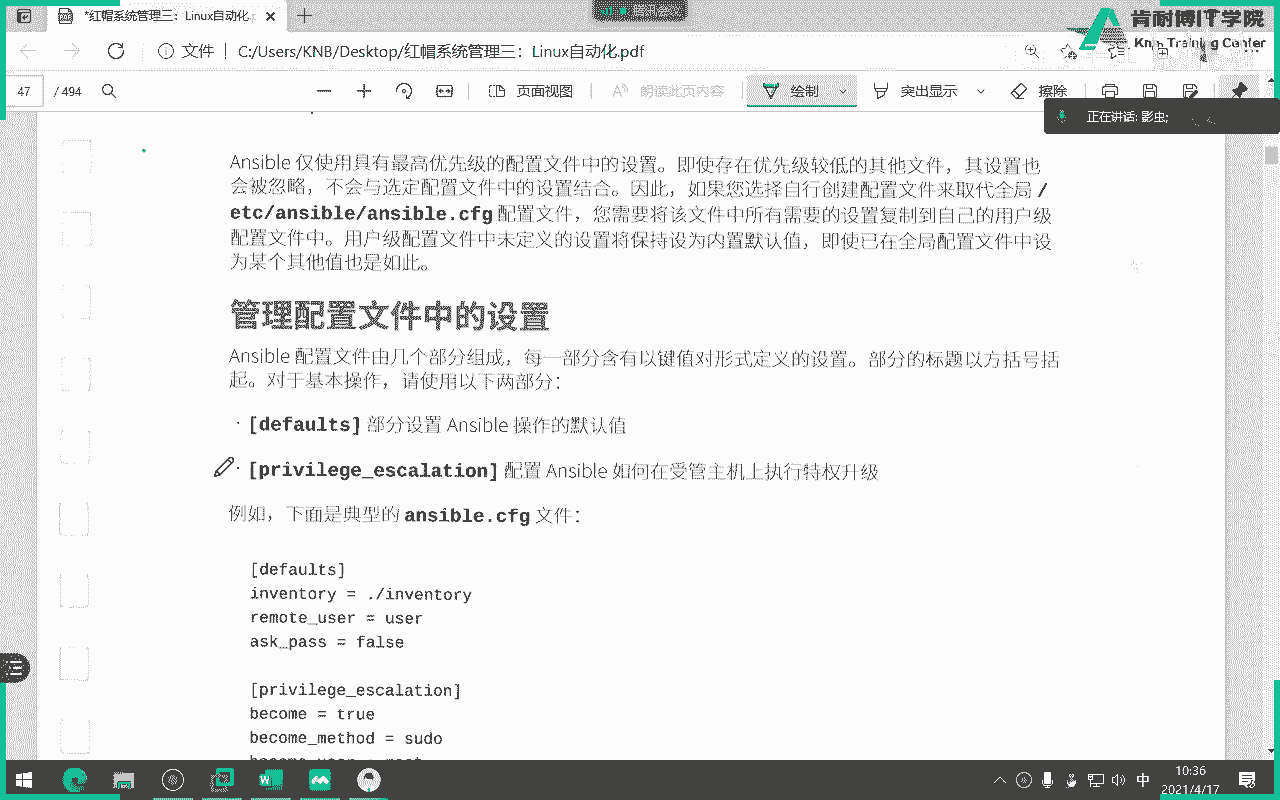 *红帽系统管理三：Linux自动化.
肯耐博IT学院
文件 | C:/Users/KNB/Desktop/红帽系统管理三：Linux自动化.pdf
Knb Training Center
47 / 494 页面视图 朗读此页内容 绘制 突出显示 擦除
正在讲话: 影虫;
Ansible 仅使用具有最高优先级的配置文件中的设置。即使存在优先级较低的其他文件，其设置也
会被忽略，不会与选定配置文件中的设置结合。因此，如果您选择自行创建配置文件来取代全局 /
etc/ansible/ansible.cfg 配置文件，您需要将该文件中所有需要的设置复制到自己的用户级
配置文件中。用户级配置文件中未定义的设置将保持设为内置默认值，即使已在全局配置文件中设
为某个其他值也是如此。
管理配置文件中的设置
Ansible 配置文件由几个部分组成，每一部分含有以键值对形式定义的设置。部分的标题以方括号括
起。对于基本操作，请使用以下两部分：
· [defaults] 部分设置 Ansible 操作的默认值
· [privilege_escalation] 配置 Ansible 如何在受管主机上执行特权升级
例如，下面是典型的 ansible.cfg 文件：
[defaults]
inventory = ./inventory
remote_user = user
ask_pass = false
[privilege_escalation]
become = true
become_method = sudo
中
10:36
2021/4/17